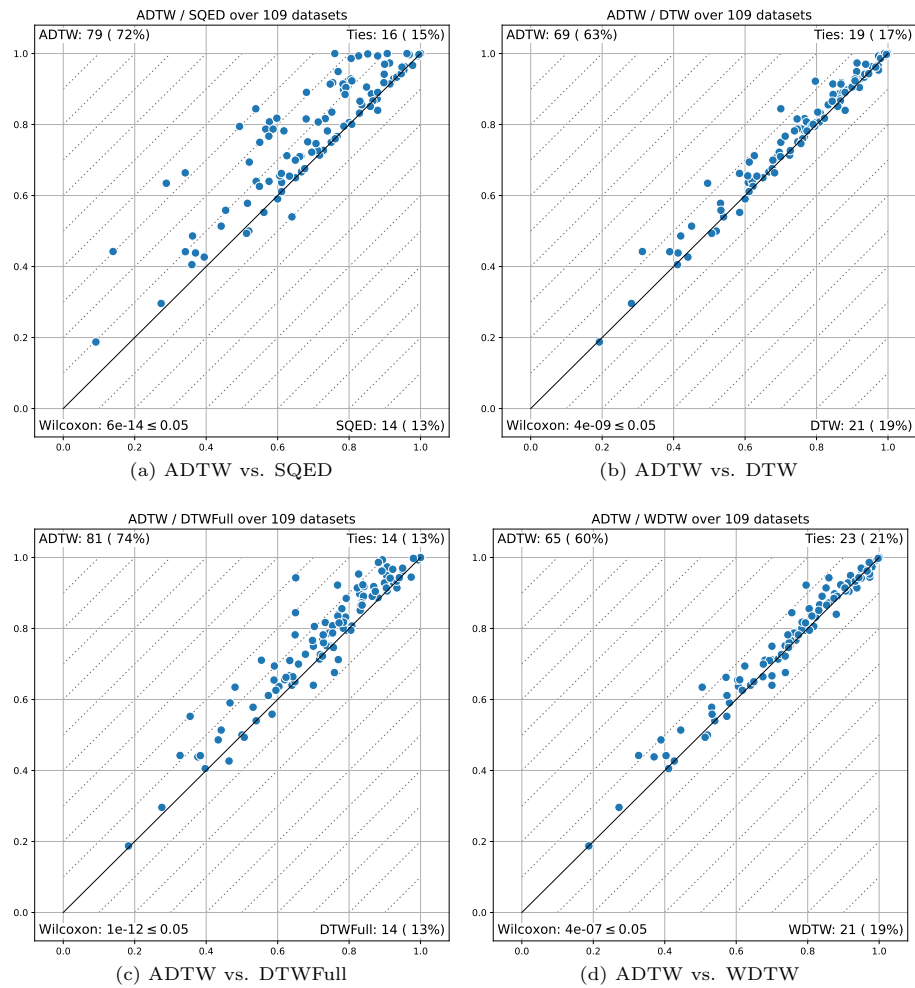 ADTW / SQED over 109 datasets
ADTW: 79 ( 72%)
Ties: 16 ( 15%)
1.0
0.8
0.6
0.4
0.2
0.0
Wilcoxon: 6e-14 ≤ 0.05
SQED: 14 ( 13%)
0.0 0.2 0.4 0.6 0.8 1.0
(a) ADTW vs. SQED
ADTW / DTW over 109 datasets
ADTW: 69 ( 63%)
Ties: 19 ( 17%)
1.0
0.8
0.6
0.4
0.2
0.0
Wilcoxon: 4e-09 ≤ 0.05
DTW: 21 ( 19%)
0.0 0.2 0.4 0.6 0.8 1.0
(b) ADTW vs. DTW
ADTW / DTWFull over 109 datasets
ADTW: 81 ( 74%)
Ties: 14 ( 13%)
1.0
0.8
0.6
0.4
0.2
0.0
Wilcoxon: 1e-12 ≤ 0.05
DTWFull: 14 ( 13%)
0.0 0.2 0.4 0.6 0.8 1.0
(c) ADTW vs. DTWFull
ADTW / WDTW over 109 datasets
ADTW: 65 ( 60%)
Ties: 23 ( 21%)
1.0
0.8
0.6
0.4
0.2
0.0
Wilcoxon: 4e-07 ≤ 0.05
WDTW: 21 ( 19%)
0.0 0.2 0.4 0.6 0.8 1.0
(d) ADTW vs. WDTW